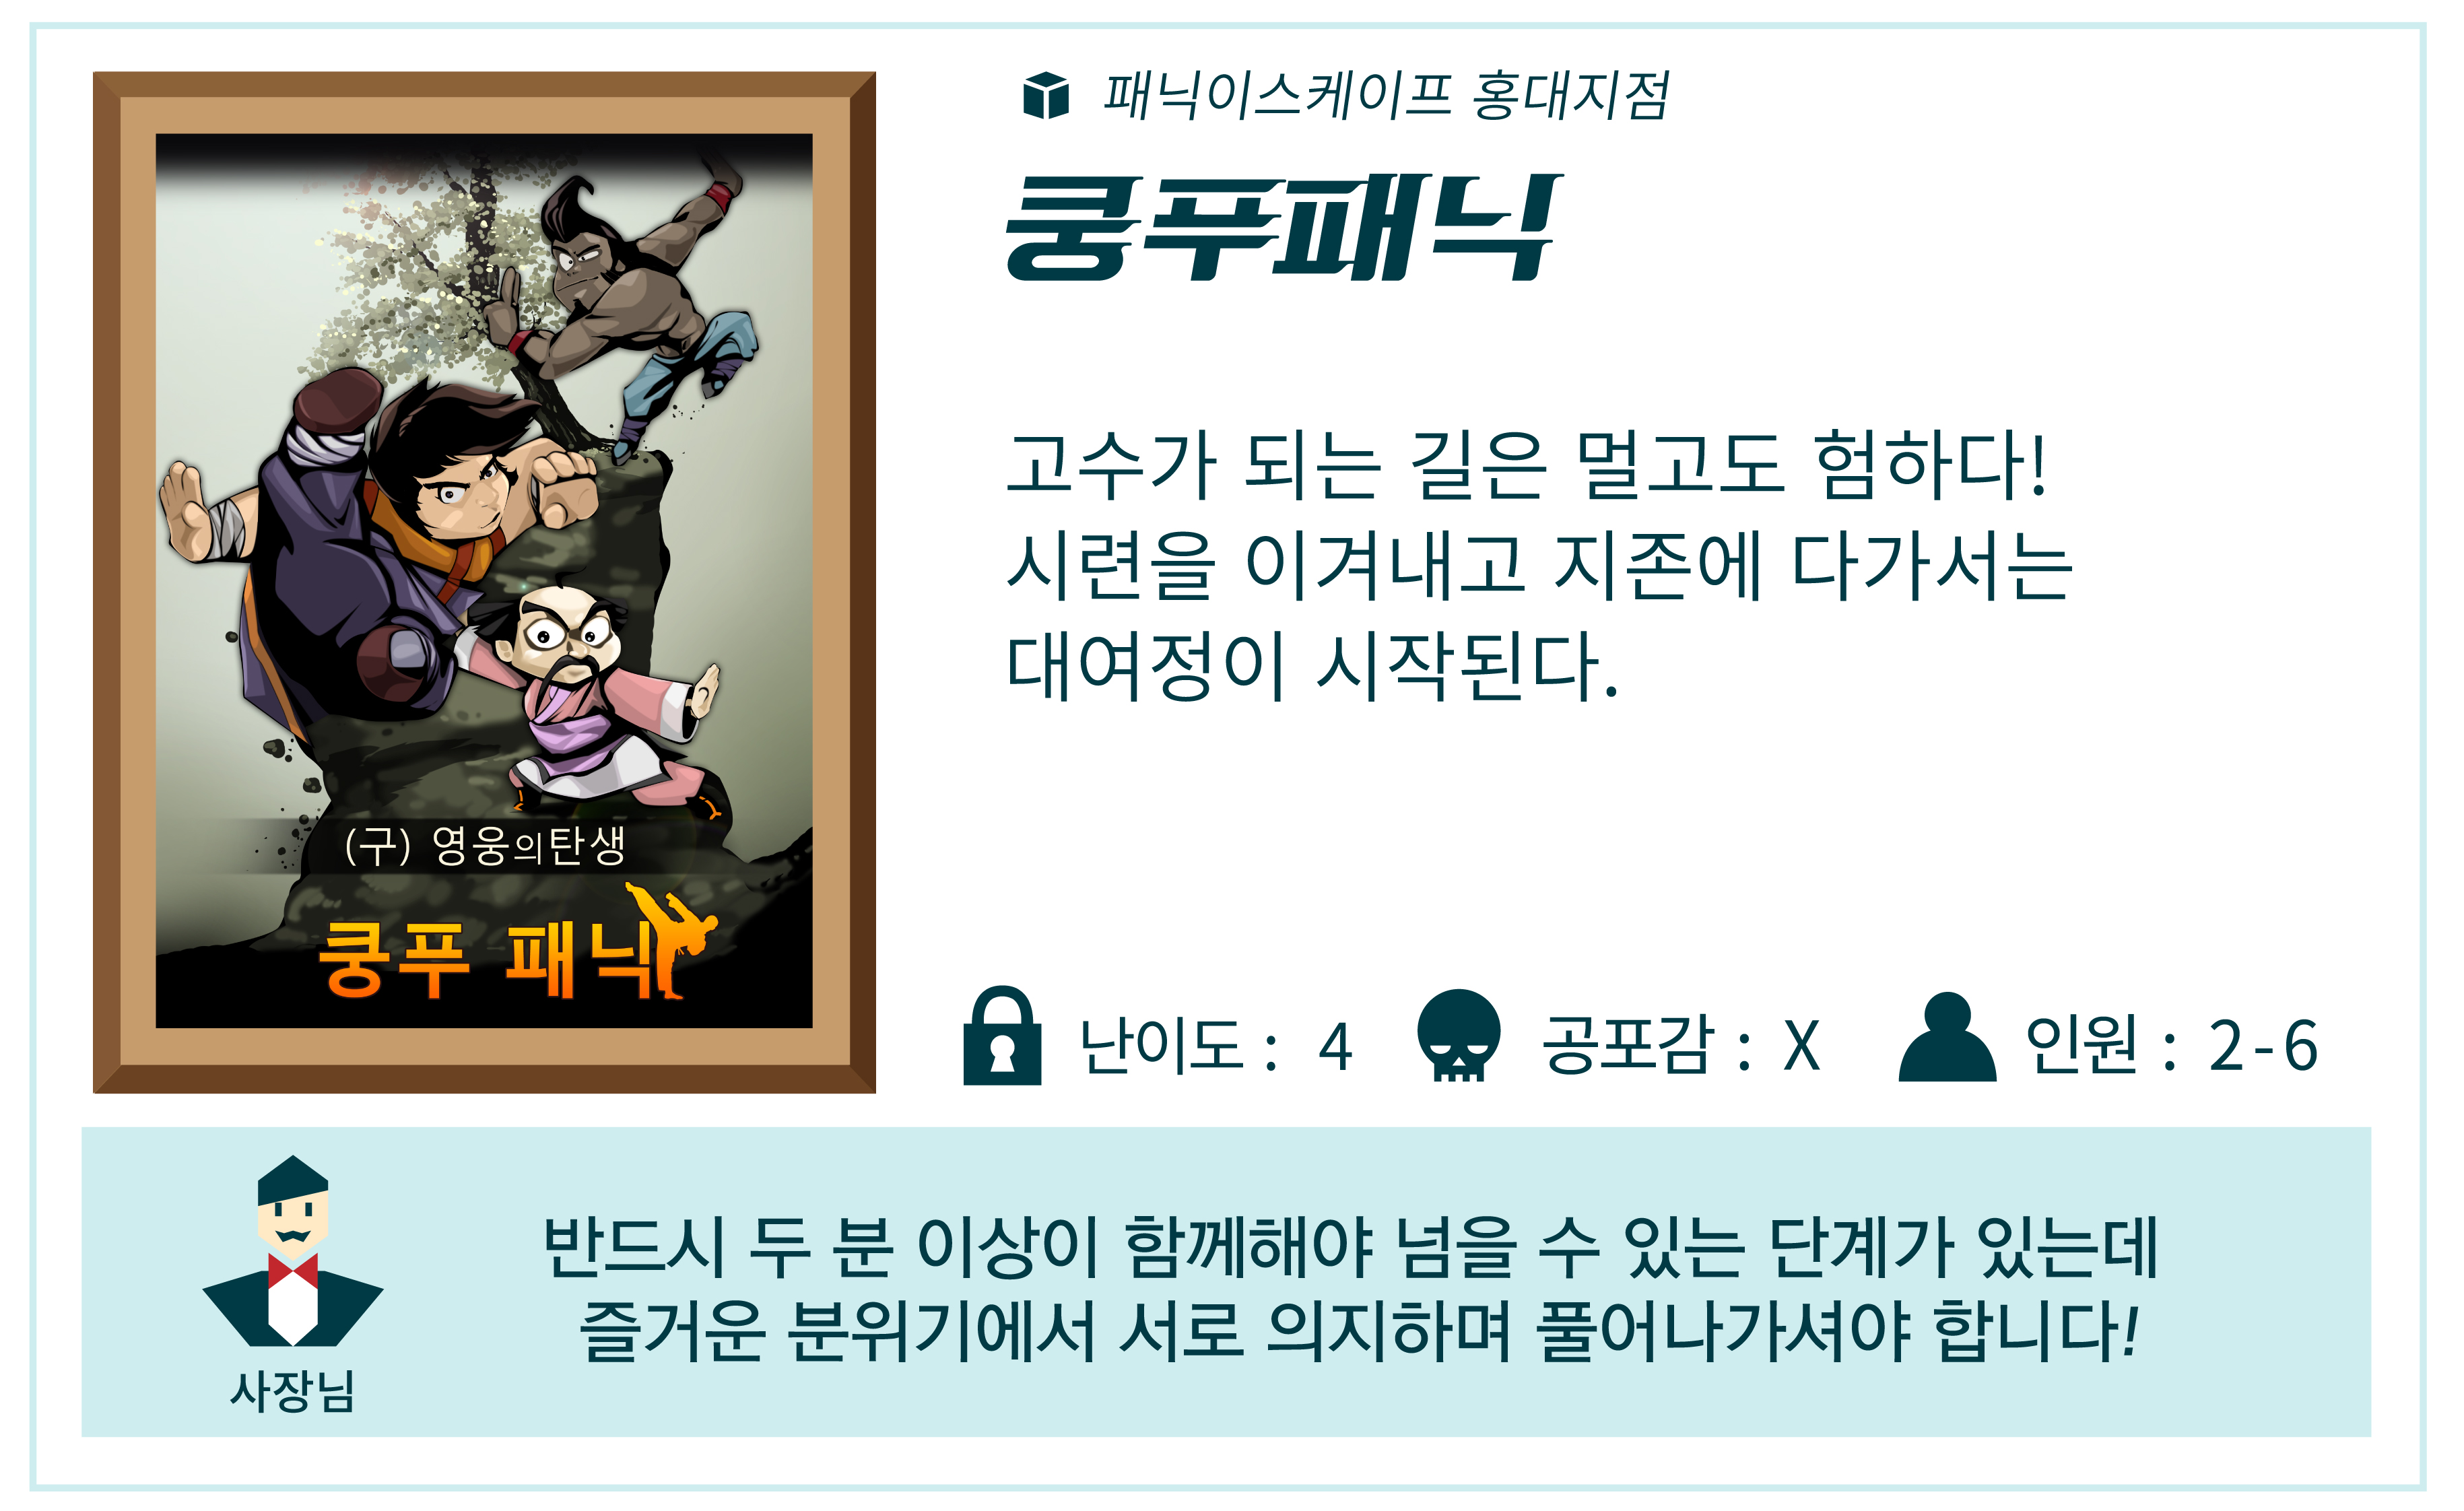 패닉이스케이프 홍대지점
쿵푸패닉
고수가 되는 길은 멀고도 험하다!
시련을 이겨내고 지존에 다가서는
대여정이 시작된다.
(구) 영웅의탄생
쿵푸 패닉
난이도 : 4
공포감 : X
인원 : 2-6
반드시 두 분 이상이 함께해야 넘을 수 있는 단계가 있는데
즐거운 분위기에서 서로 의지하며 풀어나가셔야 합니다!
사장님